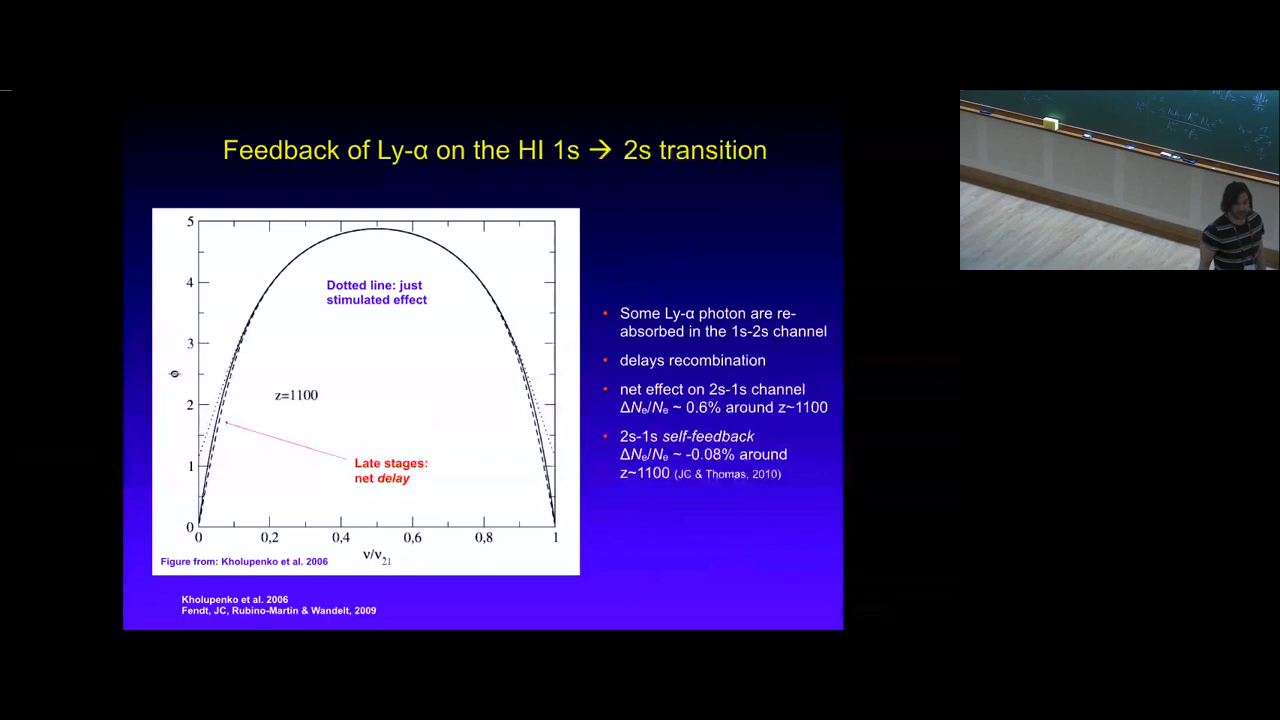 Feedback of Ly-α on the HI 1s → 2s transition
5
4
3
2
1
0
ϕ
Dotted line: just
stimulated effect
z=1100
Late stages:
net delay
0
0,2
0,4
0,6
0,8
1
ν/ν21
Figure from: Kholupenko et al. 2006
• Some Ly-α photon are re-
absorbed in the 1s-2s channel
• delays recombination
• net effect on 2s-1s channel
ΔNe/Ne ~ 0.6% around z~1100
• 2s-1s self-feedback
ΔNe/Ne ~ -0.08% around
z~1100 (JC & Thomas, 2010)
Kholupenko et al. 2006
Fendt, JC, Rubino-Martin & Wandelt, 2009